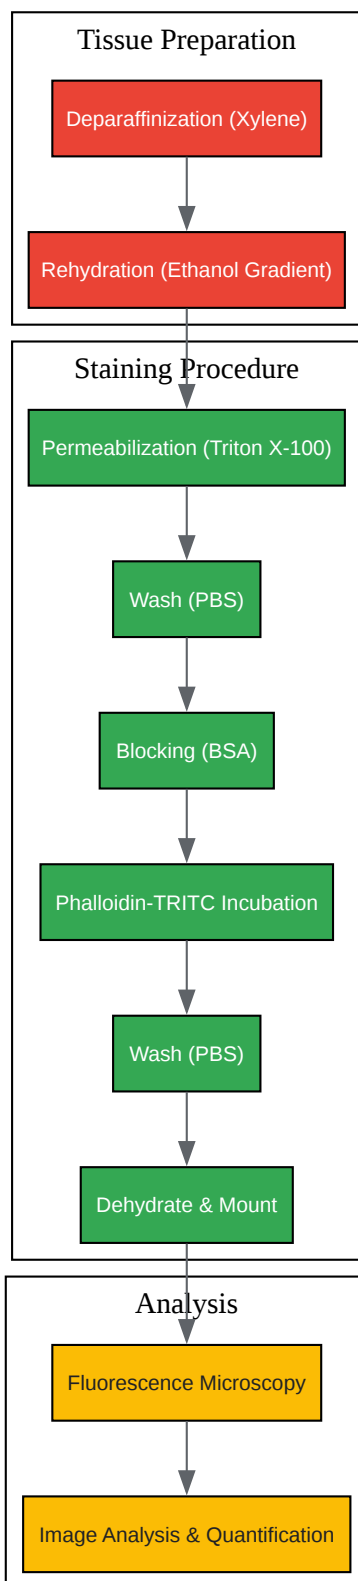 Tissue Preparation
Deparaffinization (Xylene)
Rehydration (Ethanol Gradient)
Staining Procedure
Permeabilization (Triton X-100)
Wash (PBS)
Blocking (BSA)
Phalloidin-TRITC Incubation
Wash (PBS)
Dehydrate & Mount
Analysis
Fluorescence Microscopy
Image Analysis & Quantification